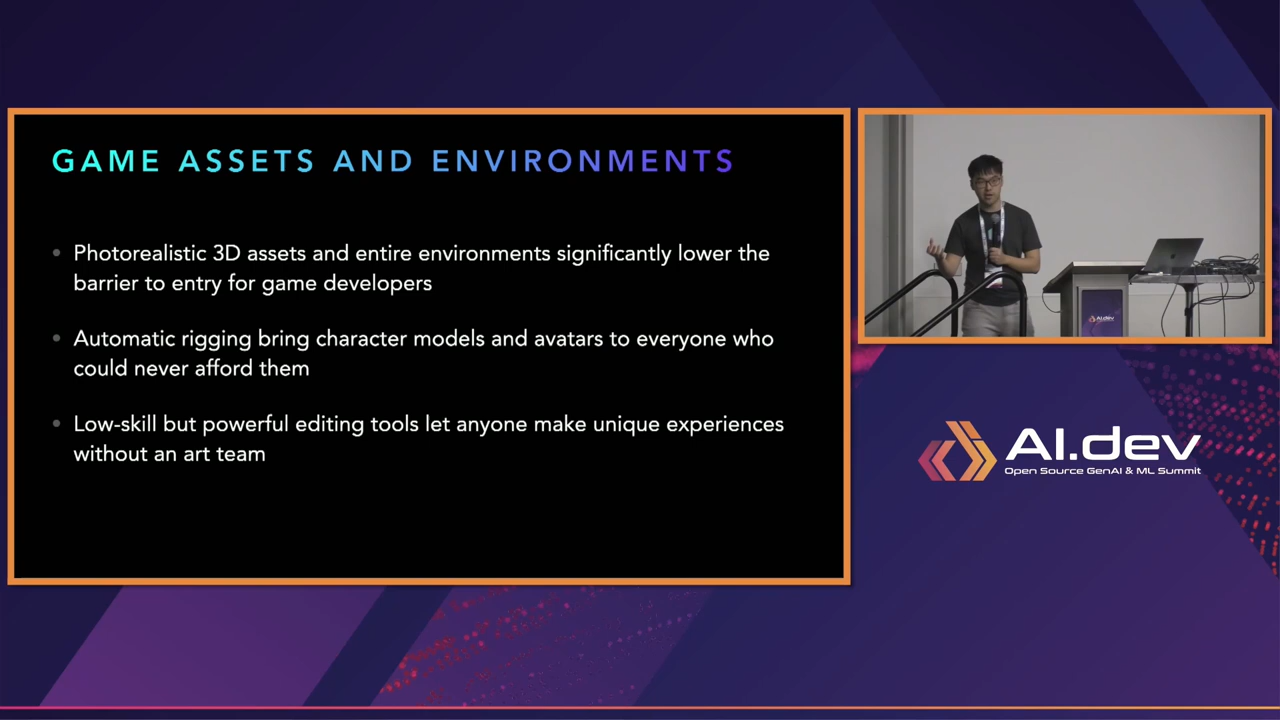 GAME ASSETS AND ENVIRONMENTS
Photorealistic 3D assets and entire environments significantly lower the
barrier to entry for game developers
Automatic rigging bring character models and avatars to everyone who
could never afford them
Low-skill but powerful editing tools let anyone make unique experiences
without an art team
AI.dev
AI.dev
Open Source GenAI & ML Summit